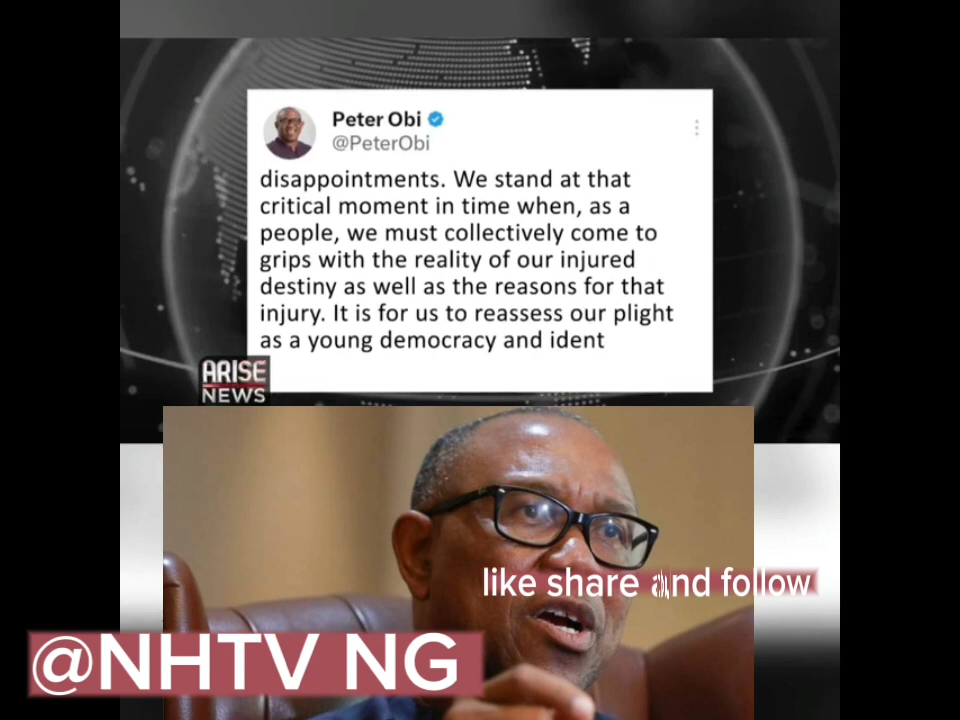 Peter Obi
@PeterObi
disappointments. We stand at that
critical moment in time when, as a
people, we must collectively come to
grips with the reality of our injured
destiny as well as the reasons for that
injury. It is for us to reassess our plight
as a young democracy and ident
ARISE
NEWS
like share and follow
@NHTV NG